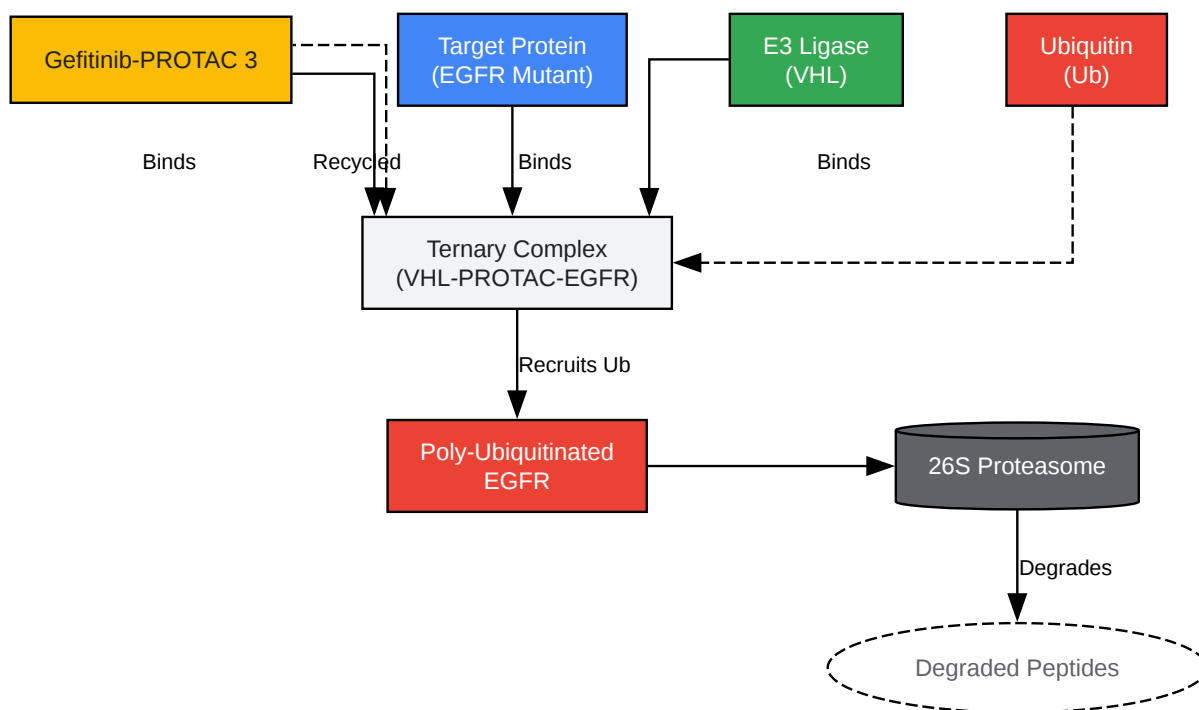 Gefitinib-PROTAC 3
Target Protein
(EGFR Mutant)
E3 Ligase
(VHL)
Ubiquitin
(Ub)
Binds
Recycled
Binds
Binds
Ternary Complex
(VHL-PROTAC-EGFR)
Recruits Ub
Poly-Ubiquitinated
EGFR
26S Proteasome
Degrades
Degraded Peptides